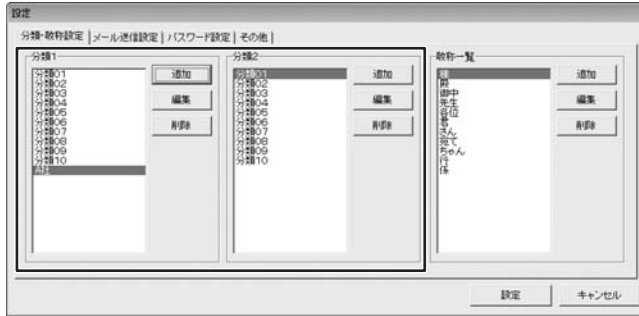 設定
分類・敬称設定 | メール送信設定 | パスワード設定 | その他 |
分類1
分類01
分類02
分類03
分類04
分類05
分類06
分類07
分類08
分類09
分類10
A社
追加
編集
削除
分類2
分類01
分類02
分類03
分類04
分類05
分類06
分類07
分類08
分類09
分類10
追加
編集
削除
敬称一覧
様
殿
御中
先生
各位
君
さん
宛て
ちゃん
行
係
追加
編集
削除
設定
キャンセル